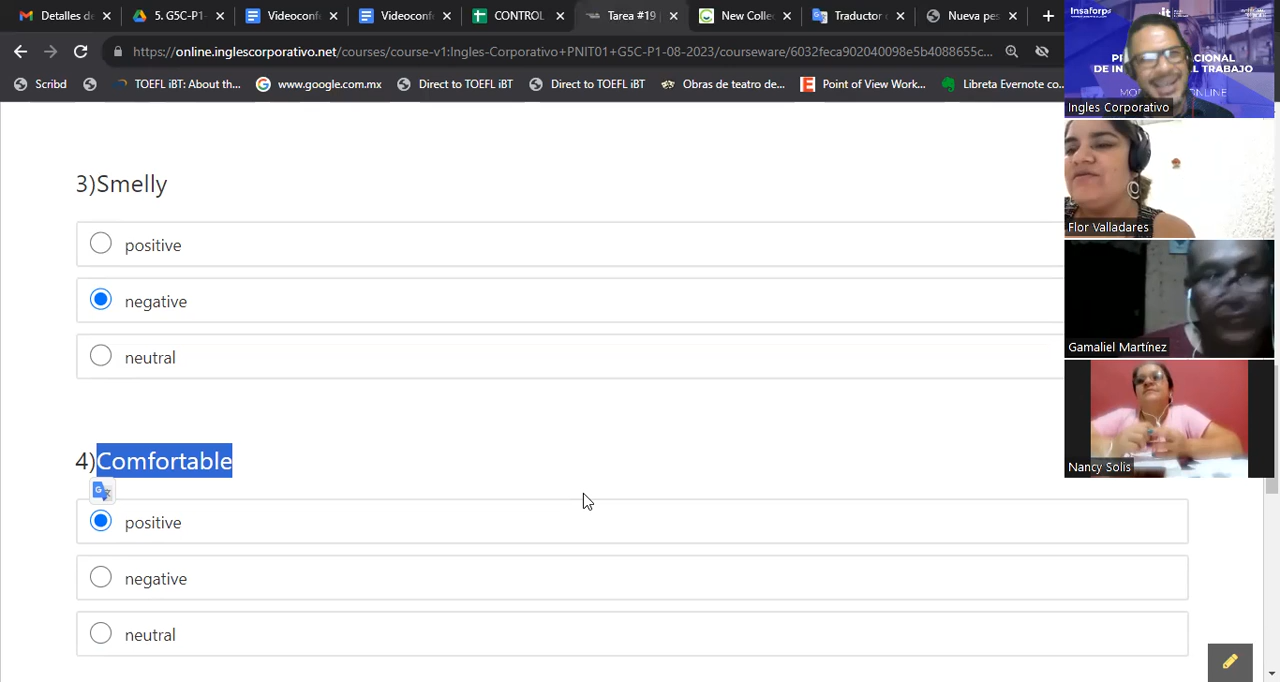 Detalles de
5. G5C-P1-
Videoconf
Videoconf
CONTROL
Tarea #19
New Colle
Traductor
Nueva pes
https://online.inglescorporativo.net/courses/course-v1:Ingles-Corporativo+PNIT01+G5C-P1-08-2023/courseware/6032feca902040098e5b4088655c...
Scribd
TOEFL iBT: About th...
www.google.com.mx
Direct to TOEFL iBT
Direct to TOEFL iBT
Obras de teatro de...
Point of View Work...
Libreta Evernote co...
Insaforp
it
Ingles Corporativo
Flor Valladares
Gamaliel Martínez
Nancy Solis
3)Smelly
positive
negative
neutral
4)Comfortable
positive
negative
neutral